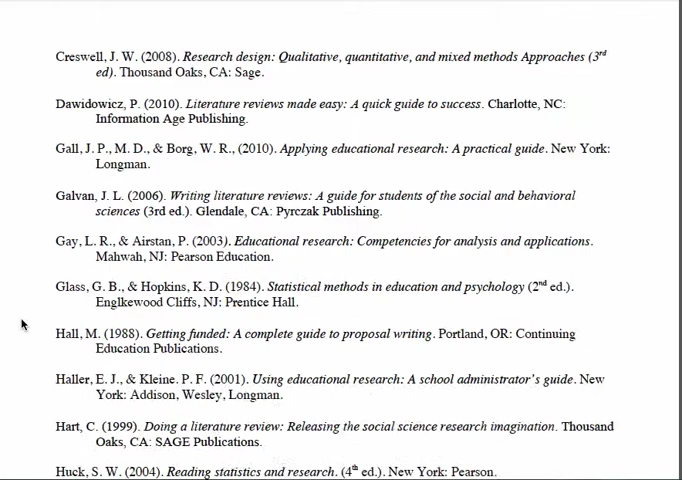 Creswell, J. W. (2008). Research design: Qualitative, quantitative, and mixed methods Approaches (3rd
ed). Thousand Oaks, CA: Sage.
Dawidowicz, P. (2010). Literature reviews made easy: A quick guide to success. Charlotte, NC:
Information Age Publishing.
Gall, J. P., M. D., & Borg, W. R., (2010). Applying educational research: A practical guide. New York:
Longman.
Galvan, J. L. (2006). Writing literature reviews: A guide for students of the social and behavioral
sciences (3rd ed.). Glendale, CA: Pyrczak Publishing.
Gay, L. R., & Airstan, P. (2003). Educational research: Competencies for analysis and applications.
Mahwah, NJ: Pearson Education.
Glass, G. B., & Hopkins, K. D. (1984). Statistical methods in education and psychology (2nd ed.).
Englkewood Cliffs, NJ: Prentice Hall.
Hall, M. (1988). Getting funded: A complete guide to proposal writing. Portland, OR: Continuing
Education Publications.
Haller, E. J., & Kleine. P. F. (2001). Using educational research: A school administrator's guide. New
York: Addison, Wesley, Longman.
Hart, C. (1999). Doing a literature review: Releasing the social science research imagination. Thousand
Oaks, CA: SAGE Publications.
Huck, S. W. (2004). Reading statistics and research. (4th ed.). New York: Pearson.